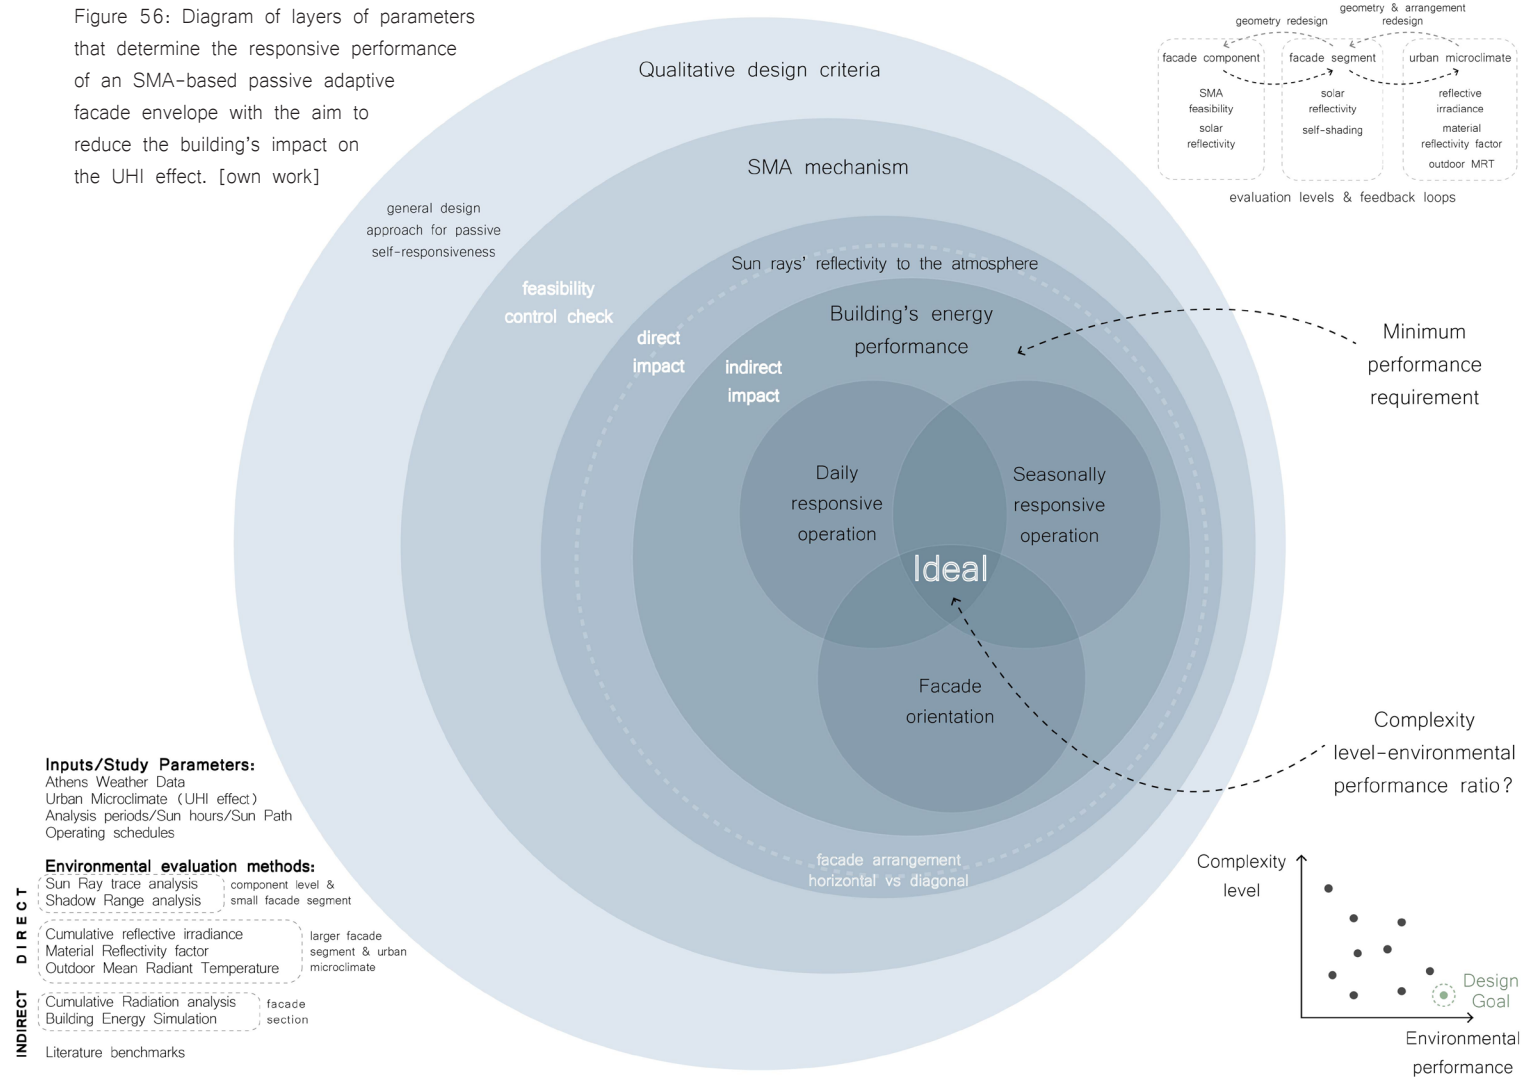 Figure 56: Diagram of layers of parameters
that determine the responsive performance
of an SMA-based passive adaptive
facade envelope with the aim to
reduce the building's impact on
the UHI effect. [own work]
geometry & arrangement
redesign
geometry redesign
facade component
SMA
feasibility
solar
reflectivity
facade segment
solar
reflectivity
self-shading
urban microclimate
reflective
irradiance
material
reflectivity factor
outdoor MRT
evaluation levels & feedback loops
Qualitative design criteria
SMA mechanism
general design
approach for passive
self-responsiveness
Sun rays' reflectivity to the atmosphere
feasibility
control check
direct
impact
indirect
impact
Building's energy
performance
Minimum
performance
requirement
Daily
responsive
operation
Seasonally
responsive
operation
Ideal
Facade
orientation
Complexity
level-environmental
performance ratio?
facade arrangement
horizontal vs diagonal
Inputs/Study Parameters:
Athens Weather Data
Urban Microclimate (UHI effect)
Analysis periods/Sun hours/Sun Path
Operating schedules
Environmental evaluation methods:
DIRECT
Sun Ray trace analysis
Shadow Range analysis
component level &
small facade segment
Cumulative reflective irradiance
Material Reflectivity factor
Outdoor Mean Radiant Temperature
larger facade
segment & urban
microclimate
INDIRECT
Cumulative Radiation analysis
Building Energy Simulation
facade
section
Literature benchmarks
Complexity
level
Design
Goal
Environmental
performance